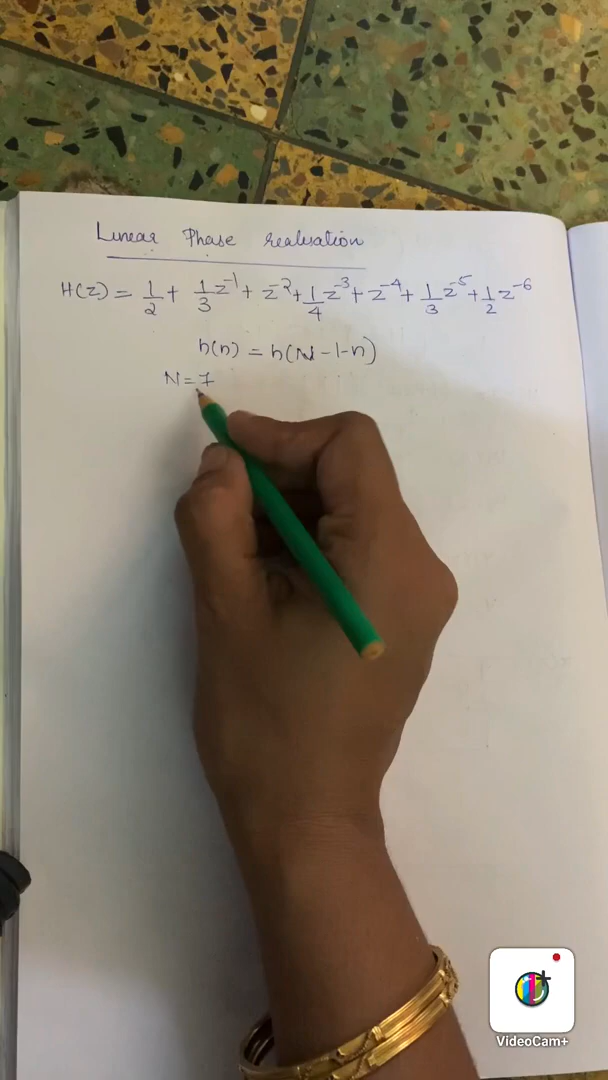 Linear Phase realisation
H(z) = 1/2 + 1/3 z⁻¹ + z⁻² + 1/4 z⁻³ + z⁻⁴ + 1/3 z⁻⁵ + 1/2 z⁻⁶
h(n) = h(N-1-n)
N=7
VideoCam+